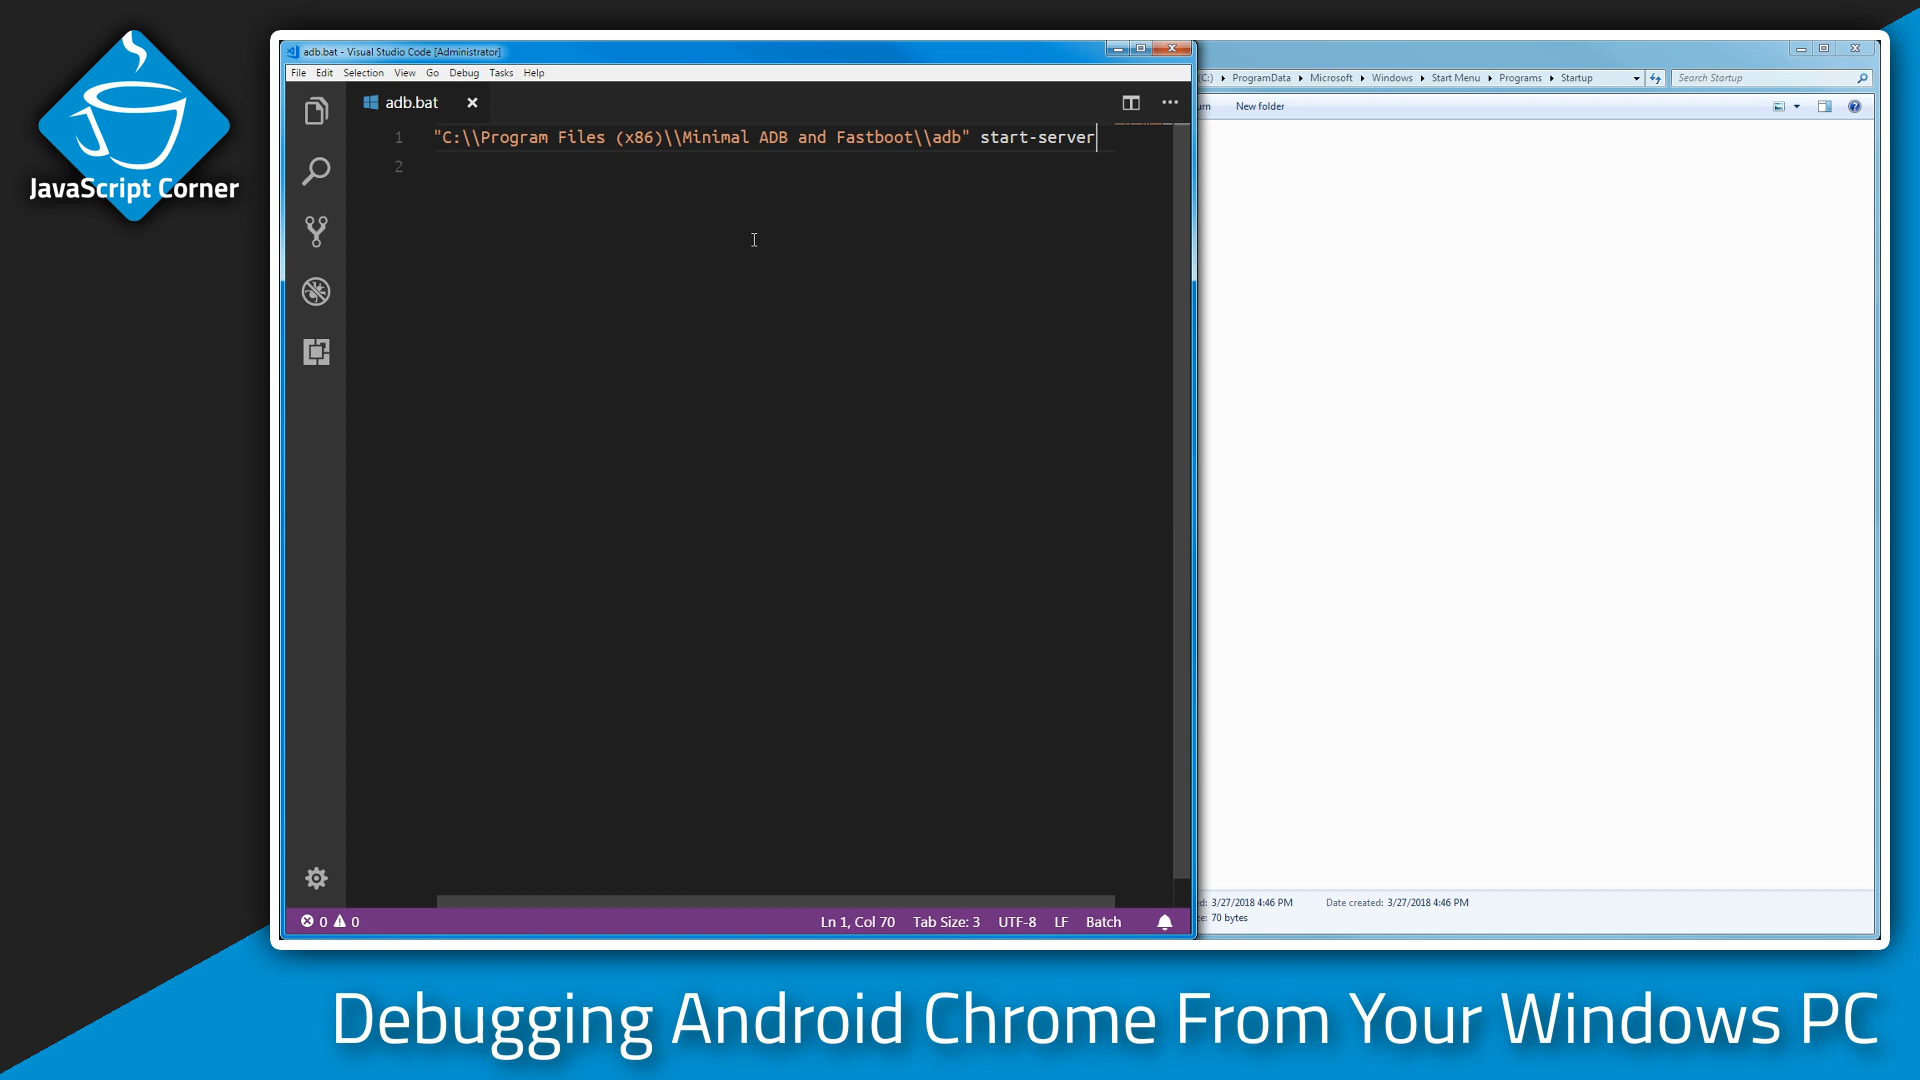 JavaScript Corner
adb.bat - Visual Studio Code [Administrator]
File Edit Selection View Go Debug Tasks Help
adb.bat
1 "C:\\Program Files (x86)\\Minimal ADB and Fastboot\\adb" start-server
2
Ln 1, Col 70 Tab Size: 3 UTF-8 LF Batch
0 0
(C:) ProgramData Microsoft Windows Start Menu Programs Startup Search Startup
New folder
3/27/2018 4:46 PM Date created: 3/27/2018 4:46 PM
70 bytes
Debugging Android Chrome From Your Windows PC